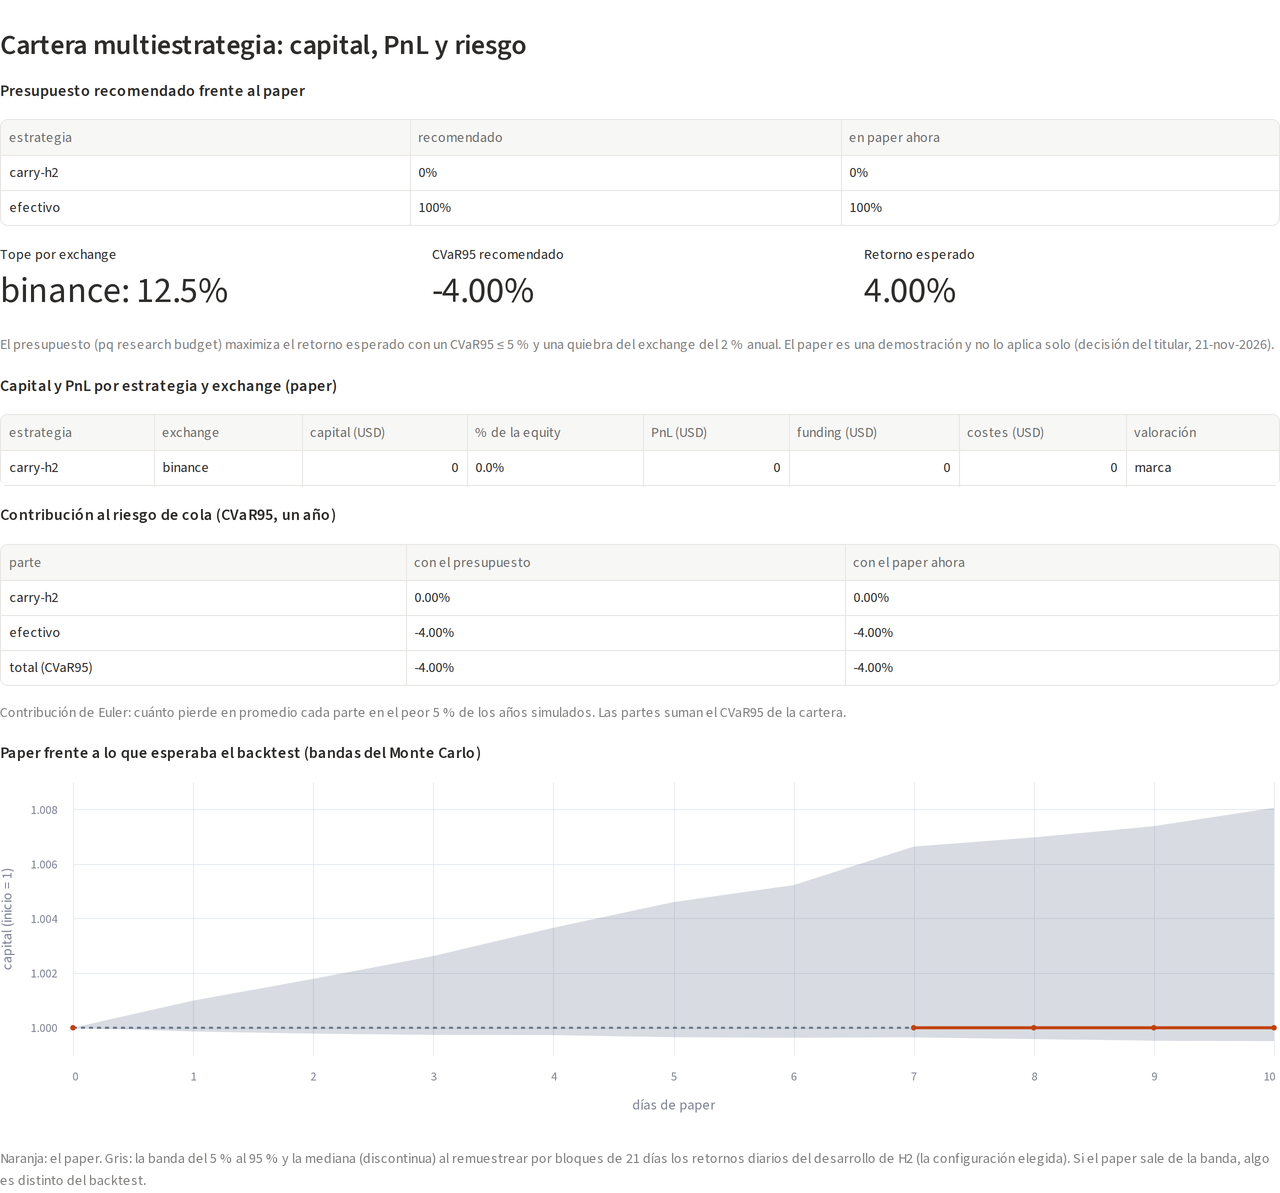 Cartera multiestrategia: capital, PnL y riesgo
Presupuesto recomendado frente al paper
estrategia recomendado en paper ahora
carry-h2 0% 0%
efectivo 100% 100%
Tope por exchange CVaR95 recomendado Retorno esperado
binance: 12.5% -4.00% 4.00%
El presupuesto (pq research budget) maximiza el retorno esperado con un CVaR95 ≤ 5 % y una quiebra del exchange del 2 % anual. El paper es una demostración y no lo aplica solo (decisión del titular, 21-nov-2026).
Capital y PnL por estrategia y exchange (paper)
estrategia exchange capital (USD) % de la equity PnL (USD) funding (USD) costes (USD) valoración
carry-h2 binance 0 0.0% 0 0 0 marca
Contribución al riesgo de cola (CVaR95, un año)
parte con el presupuesto con el paper ahora
carry-h2 0.00% 0.00%
efectivo -4.00% -4.00%
total (CVaR95) -4.00% -4.00%
Contribución de Euler: cuánto pierde en promedio cada parte en el peor 5 % de los años simulados. Las partes suman el CVaR95 de la cartera.
Paper frente a lo que esperaba el backtest (bandas del Monte Carlo)
capital (inicio = 1)
1.008
1.006
1.004
1.002
1.000
0 1 2 3 4 5 6 7 8 9 10
días de paper
Naranja: el paper. Gris: la banda del 5 % al 95 % y la mediana (discontinua) al remuestrear por bloques de 21 días los retornos diarios del desarrollo de H2 (la configuración elegida). Si el paper sale de la banda, algo
es distinto del backtest.